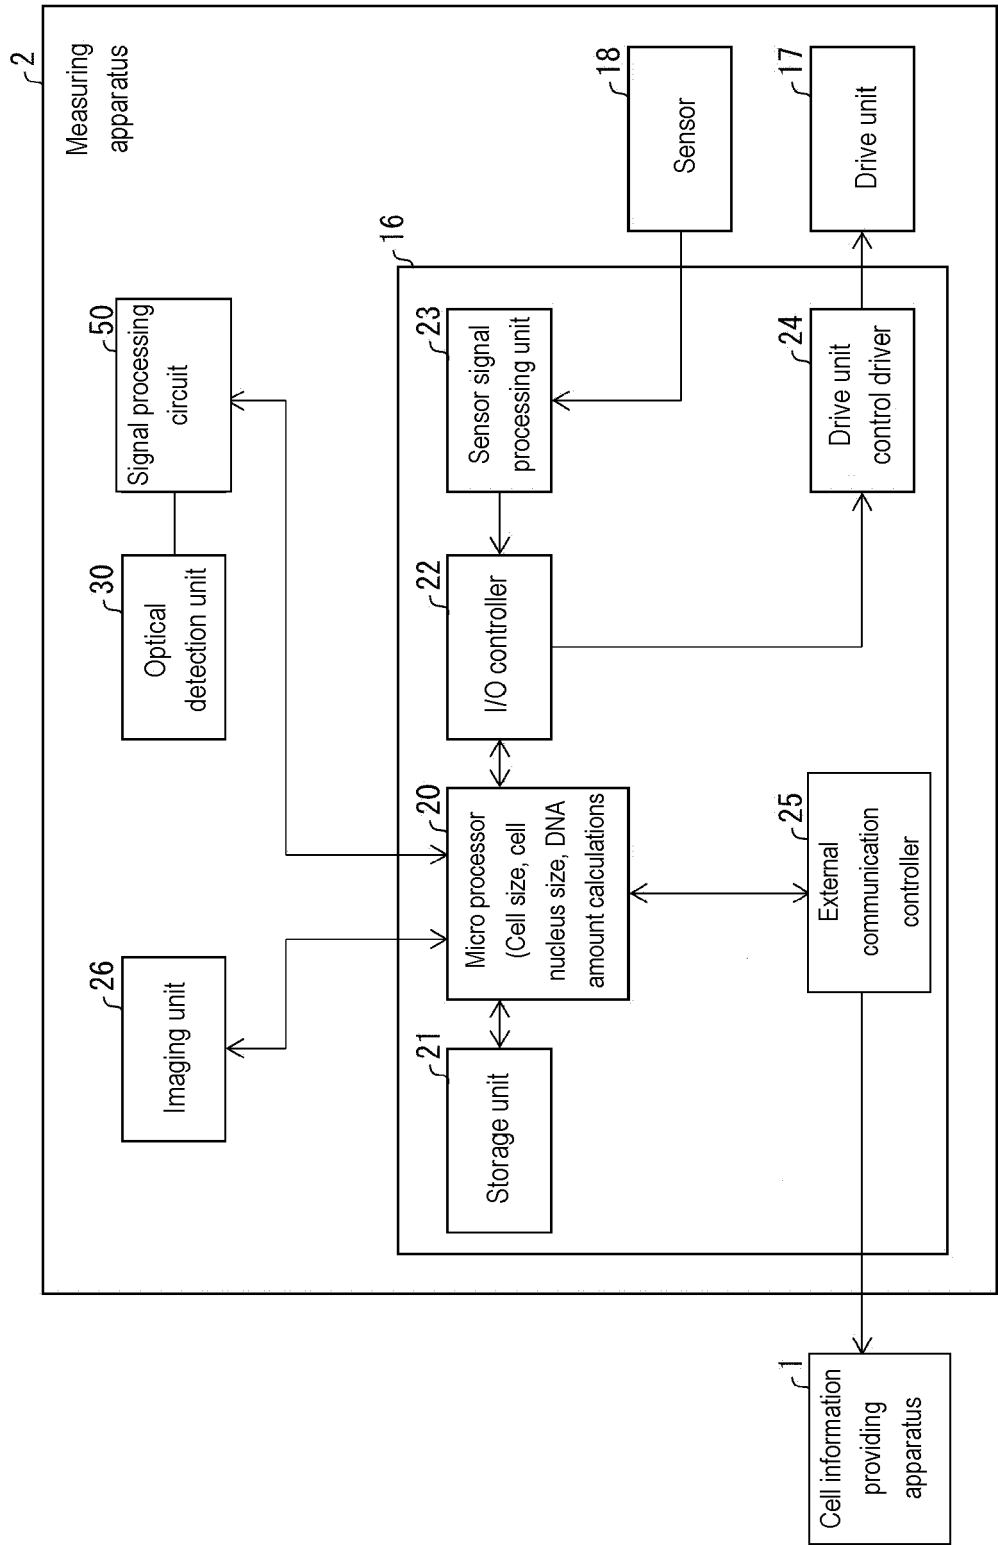 2
Measuring
apparatus
26
Imaging unit
30
Optical
detection unit
50
Signal processing
circuit
16
21
Storage unit
20
Micro processor
(Cell size, cell
nucleus size, DNA
amount calculations
22
I/O controller
23
Sensor signal
processing unit
18
Sensor
1
Cell information
providing
apparatus
25
External
communication
controller
24
Drive unit
control driver
17
Drive unit